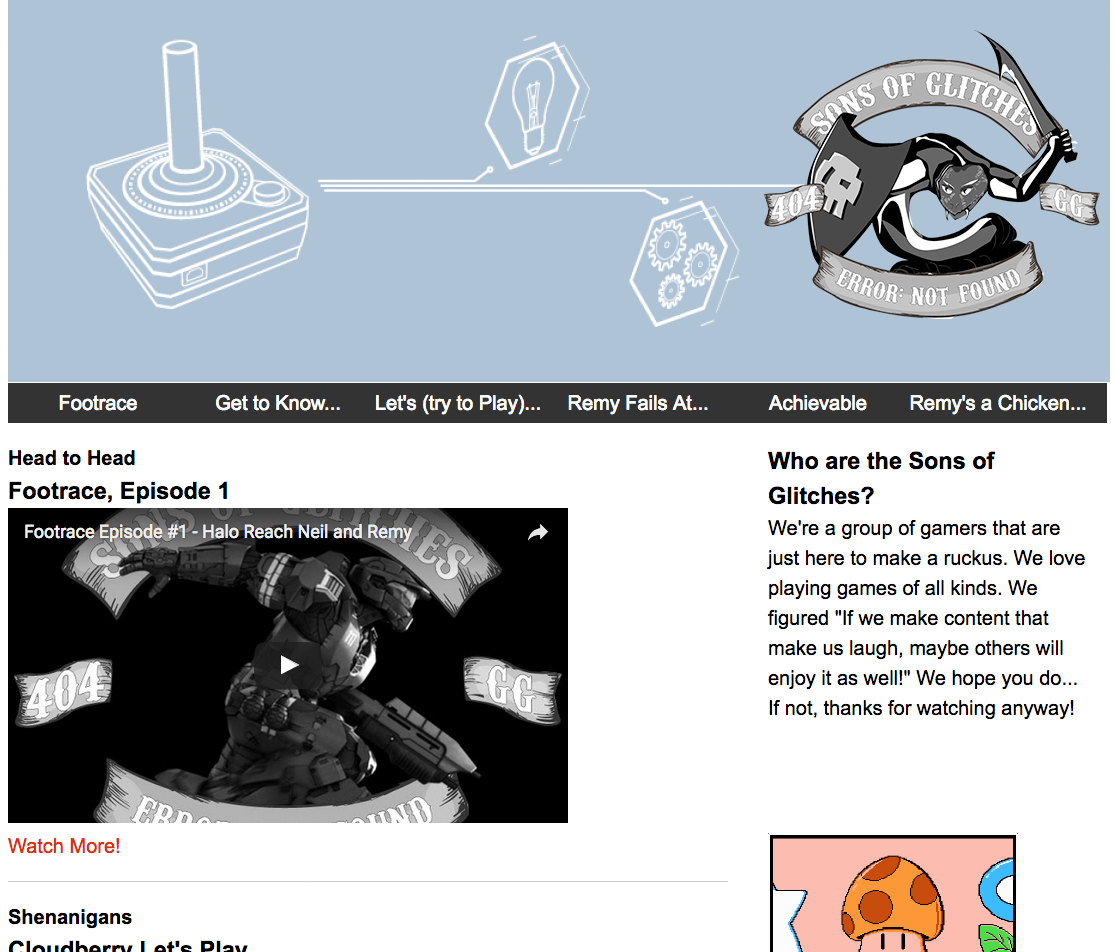 SONS OF GLITCHES
404
GG
ERROR: NOT FOUND
Footrace
Get to Know...
Let's (try to Play)...
Remy Fails At...
Achievable
Remy's a Chicken...
Head to Head
Footrace, Episode 1
Footrace Episode #1 - Halo Reach Neil and Remy
SONS OF GLITCHES
404
GG
Watch More!
Shenanigans
Cloudberry Let's Play
Who are the Sons of
Glitches?
We're a group of gamers that are
just here to make a ruckus. We love
playing games of all kinds. We
figured "If we make content that
make us laugh, maybe others will
enjoy it as well!" We hope you do...
If not, thanks for watching anyway!